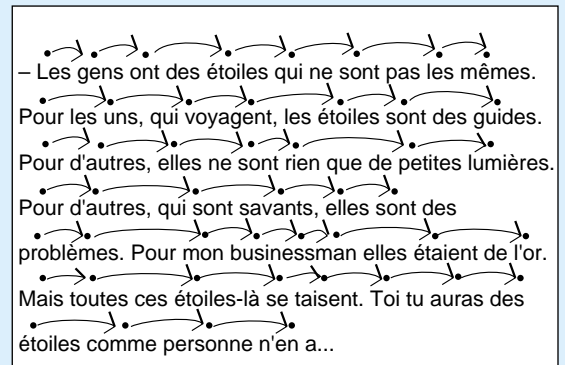 – Les gens ont des étoiles qui ne sont pas les mêmes.
Pour les uns, qui voyagent, les étoiles sont des guides.
Pour d'autres, elles ne sont rien que de petites lumières.
Pour d'autres, qui sont savants, elles sont des
problèmes. Pour mon businessman elles étaient de l'or.
Mais toutes ces étoiles-là se taisent. Toi tu auras des
étoiles comme personne n'en a...